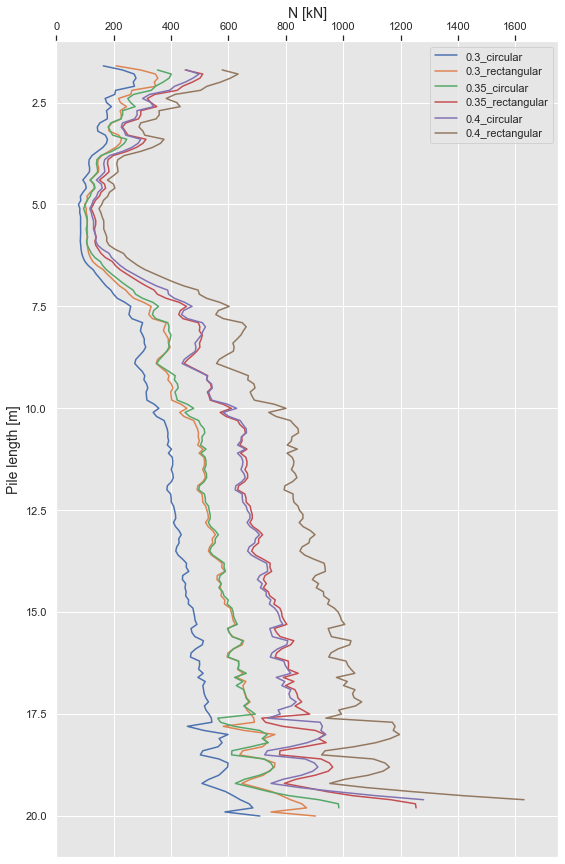 N [kN]
0 200 400 600 800 1000 1200 1400 1600
0.3_circular
0.3_rectangular
0.35_circular
0.35_rectangular
0.4_circular
0.4_rectangular
Pile length [m]
2.5
5.0
7.5
10.0
12.5
15.0
17.5
20.0